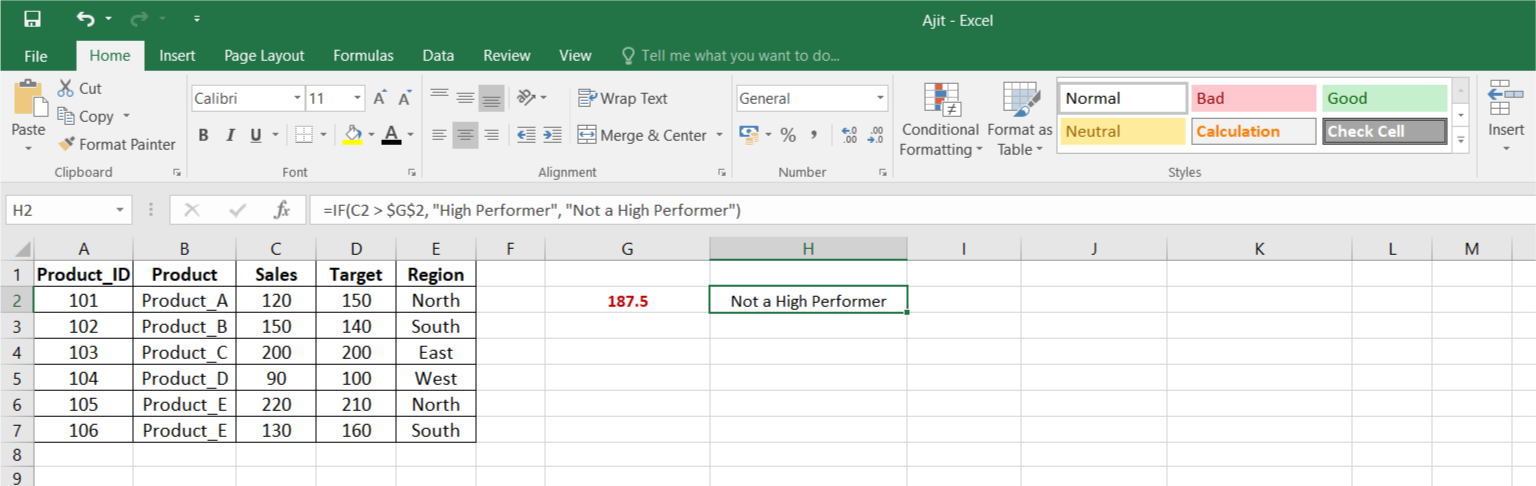 Ajit - Excel
File Home Insert Page Layout Formulas Data Review View Tell me what you want to do...
Paste
Cut
Copy
Format Painter
Clipboard
Calibri 11
B I U A
Font
Wrap Text
Merge & Center
Alignment
General
% , .0 .00 .00 .0
Number
Conditional Formatting
Format as Table
Normal Bad Good
Neutral Calculation Check Cell
Styles
Insert
H2 fx =IF(C2 > $G$2, "High Performer", "Not a High Performer")
A B C D E F G H I J K L M
1 Product_ID Product Sales Target Region
2 101 Product_A 120 150 North 187.5 Not a High Performer
3 102 Product_B 150 140 South
4 103 Product_C 200 200 East
5 104 Product_D 90 100 West
6 105 Product_E 220 210 North
7 106 Product_E 130 160 South
8
9